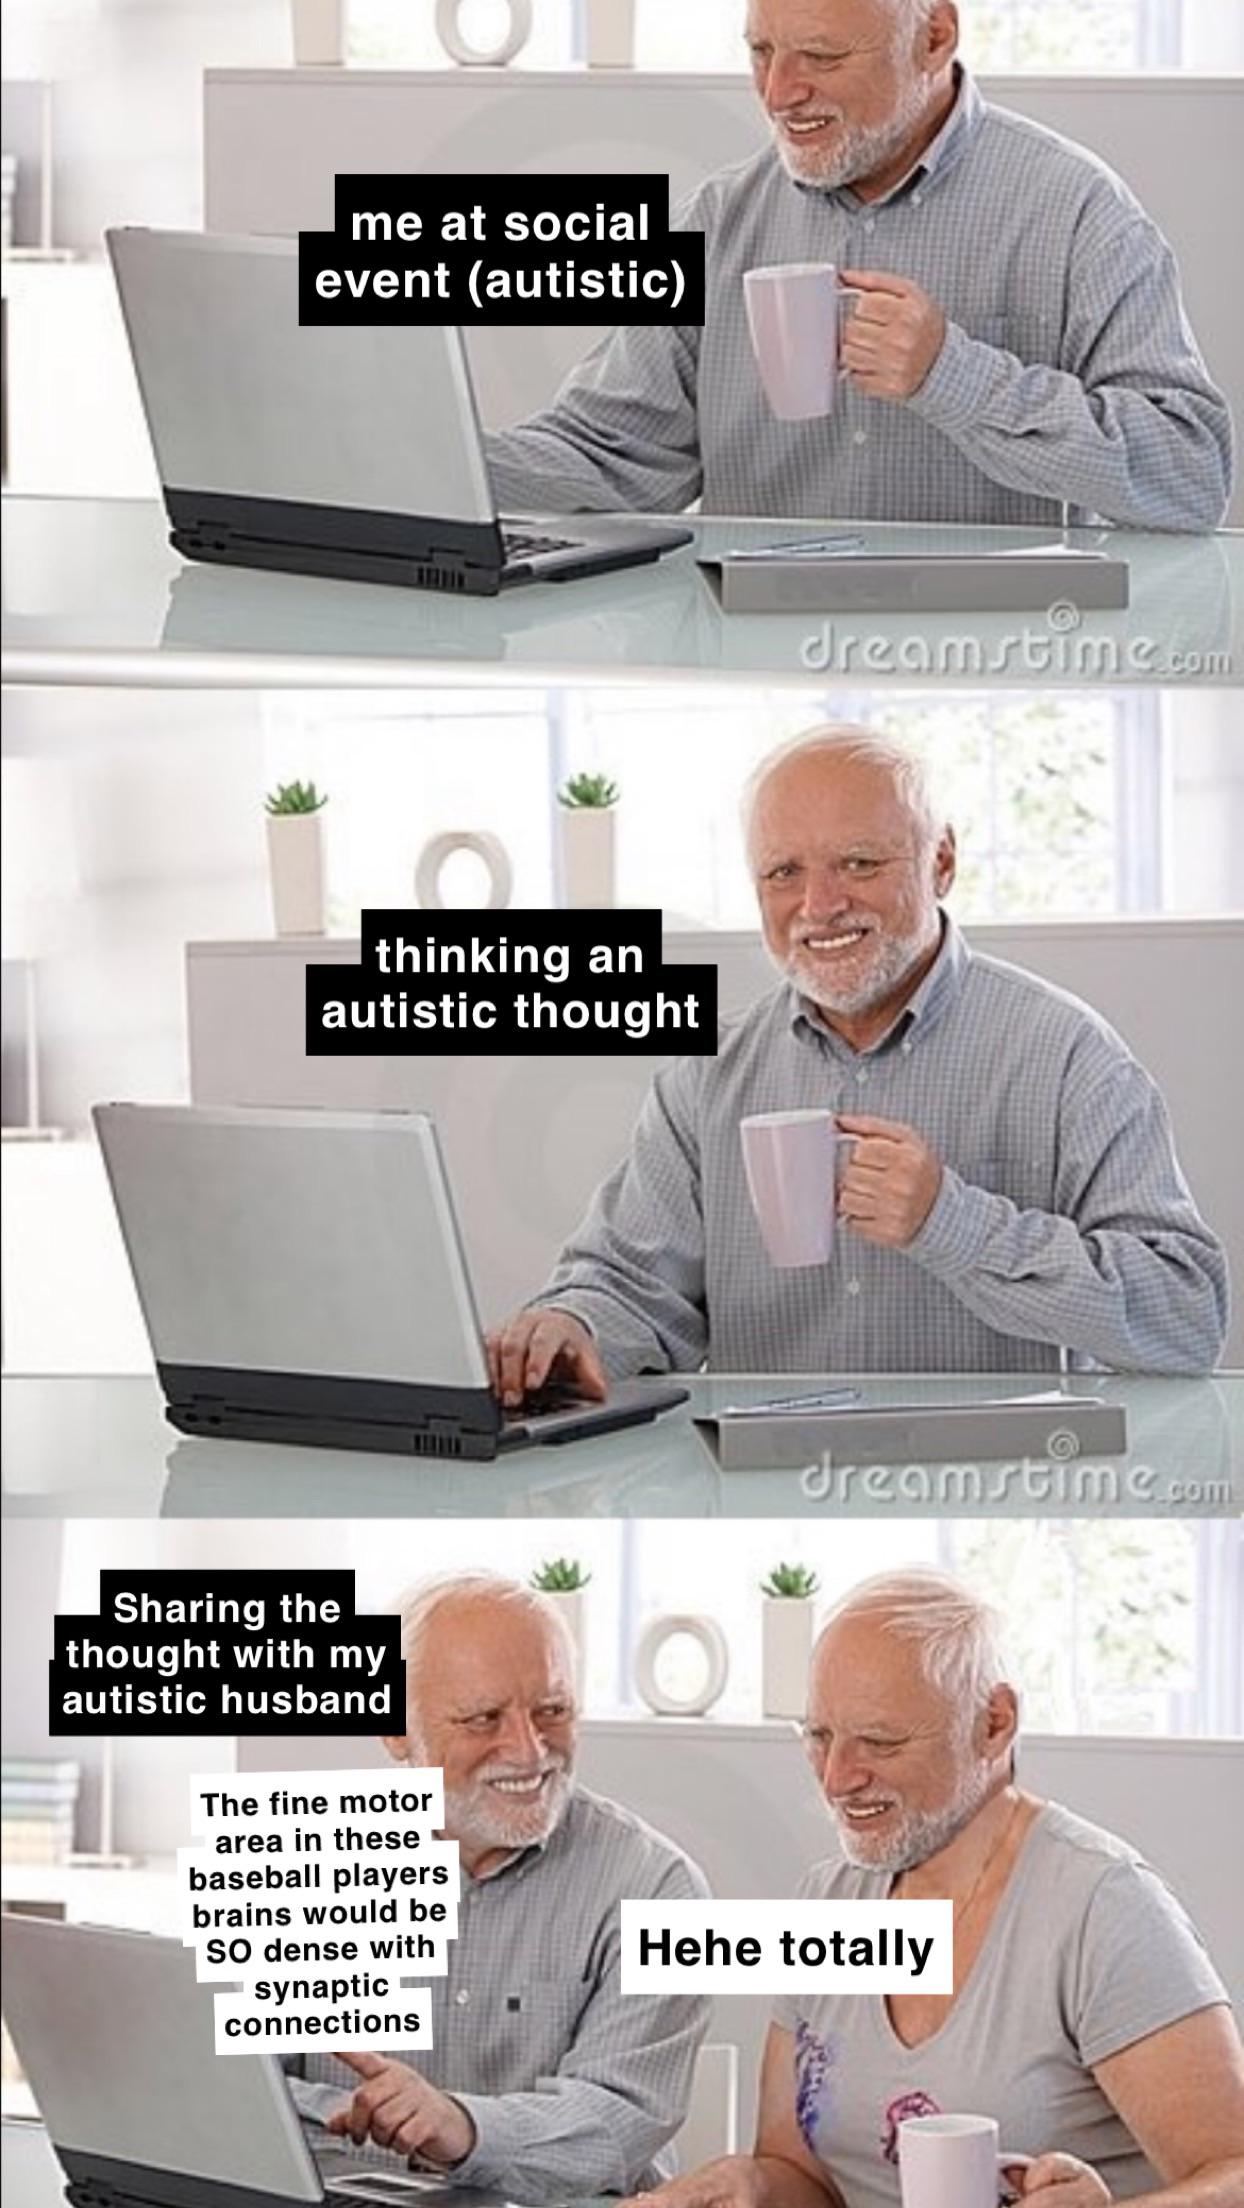 me at social
event (autistic)
dreamstime.com
thinking an
autistic thought
dreamstime.com
Sharing the
thought with my
autistic husband
The fine motor
area in these
baseball players
brains would be
SO dense with
synaptic
connections
Hehe totally